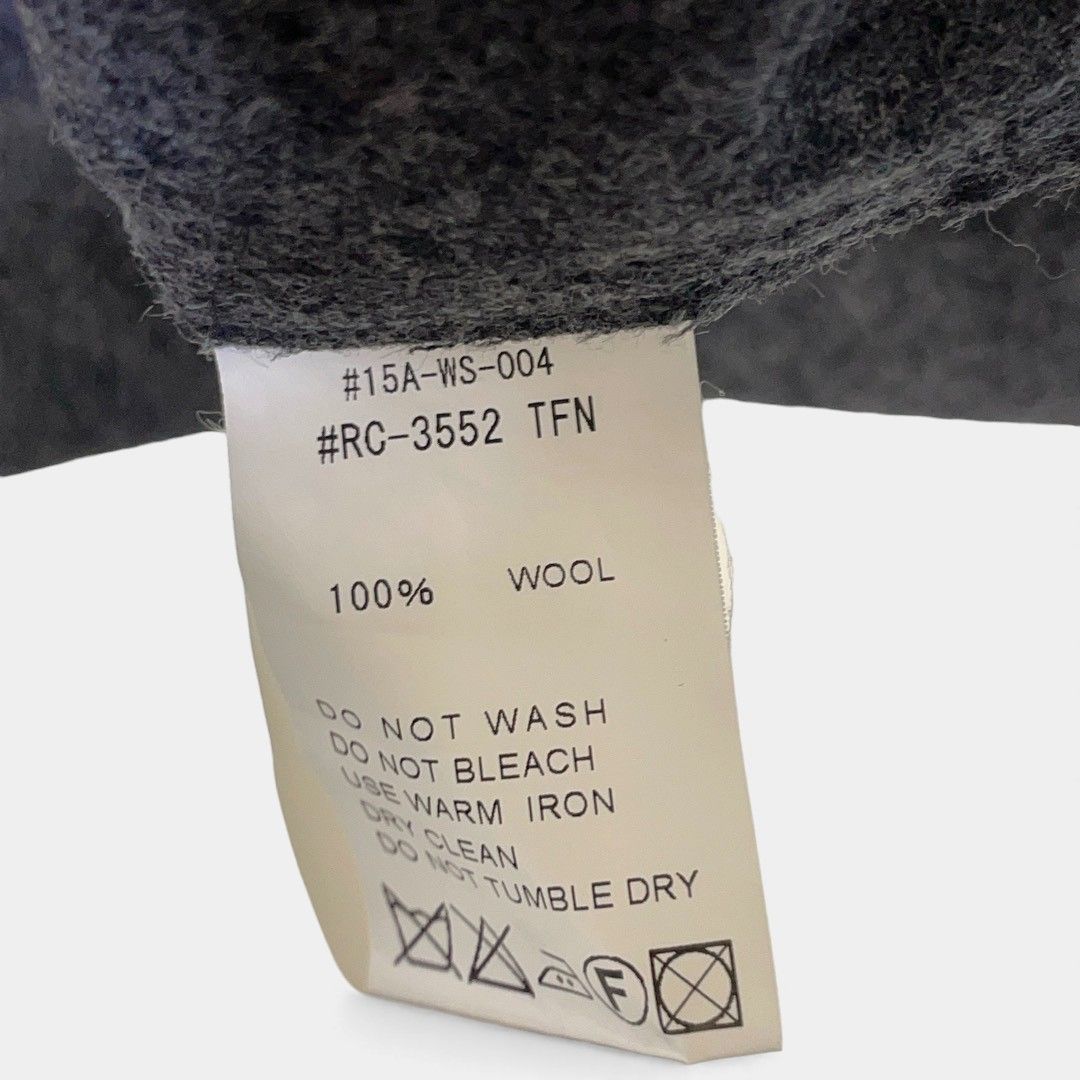 #15A-WS-004
#RC-3552 TFN
100% WOOL
DO NOT WASH
DO NOT BLEACH
USE WARM IRON
DRY CLEAN
DO NOT TUMBLE DRY
F